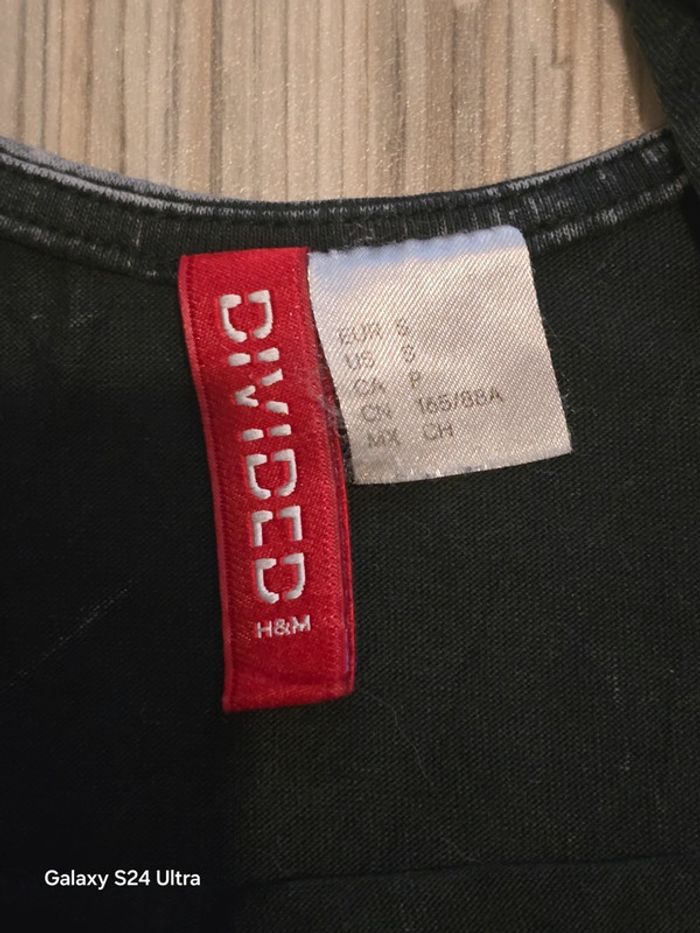 DIVIDED
H&M
EUR S
US S
CA P
CN 165/88A
MX CH
Galaxy S24 Ultra